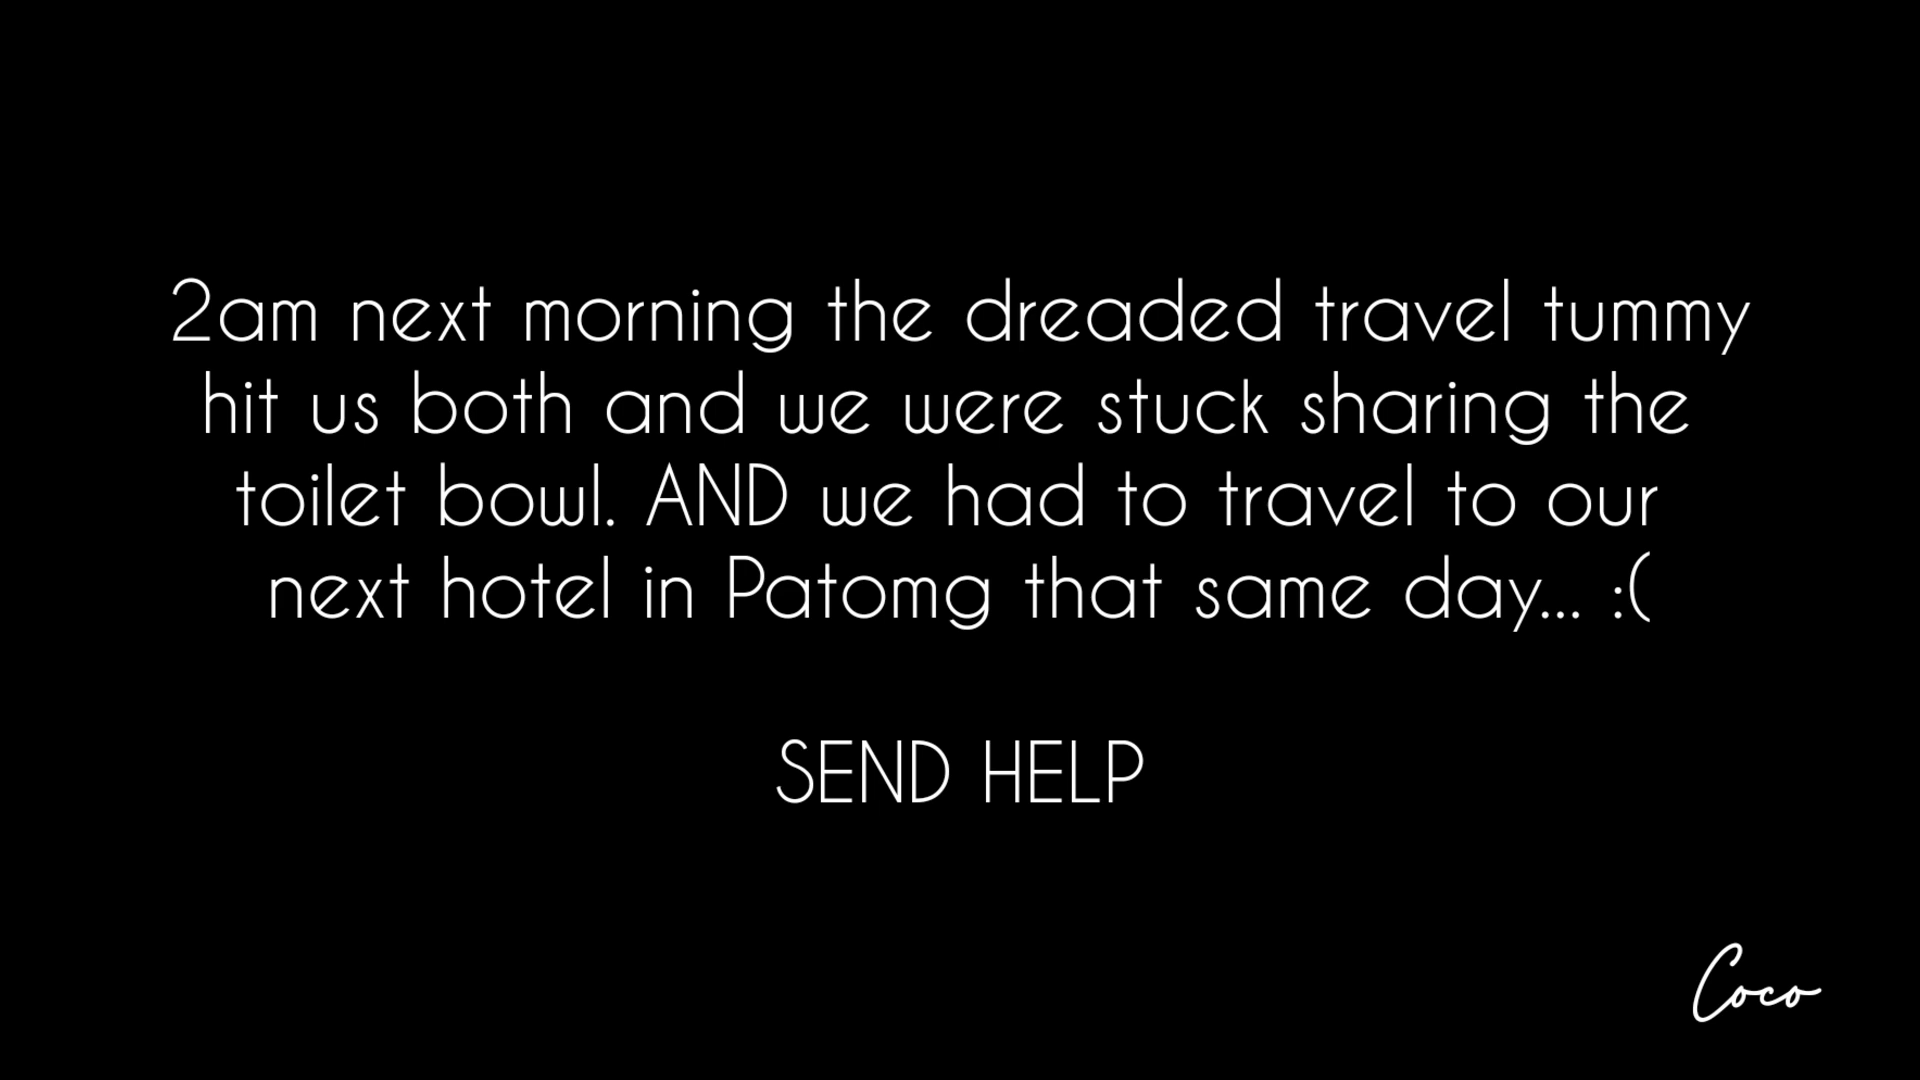 2am next morning the dreaded travel tummy
hit us both and we were stuck sharing the
toilet bowl. AND we had to travel to our
next hotel in Patomg that same day... :(
SEND HELP
Coco